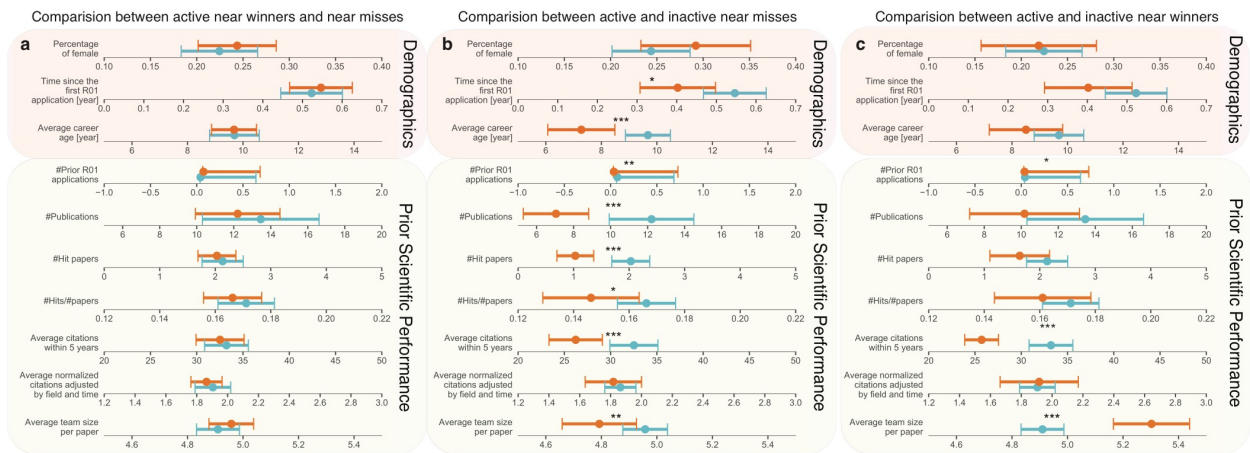 Comparision between active near winners and near misses
a
Demographics
Percentage
of female
0.10 0.15 0.20 0.25 0.30 0.35 0.40
Time since the
first R01
application [year]
0.0 0.2 0.3 0.4 0.5 0.6 0.7
Average career
age [year]
6 8 10 12 14
Prior Scientific Performance
#Prior R01
applications
−1.0 −0.5 0.0 0.5 1.0 1.5 2.0
#Publications
6 8 10 12 14 16 18 20
#Hit papers
0 1 2 3 4 5
#Hits/#papers
0.12 0.14 0.16 0.18 0.20 0.22
Average citations
within 5 years
20 25 30 35 40 45 50
Average normalized
citations adjusted
by field and time
1.2 1.4 1.6 1.8 2.0 2.2 2.4 2.6 2.8 3.0
Average team size
per paper
4.6 4.8 5.0 5.2 5.4
Comparision between active and inactive near misses
b
Demographics
Percentage
of female
0.10 0.15 0.20 0.25 0.30 0.35 0.40
Time since the
first R01
application [year]
*
0.0 0.2 0.3 0.4 0.5 0.6 0.7
Average career
age [year]
***
6 8 10 12 14
Prior Scientific Performance
#Prior R01
applications
**
−1.0 −0.5 0.0 0.5 1.0 1.5 2.0
#Publications
***
6 8 10 12 14 16 18 20
#Hit papers
***
0 1 2 3 4 5
#Hits/#papers
*
0.12 0.14 0.16 0.18 0.20 0.22
Average citations
within 5 years
***
20 25 30 35 40 45 50
Average normalized
citations adjusted
by field and time
1.2 1.4 1.6 1.8 2.0 2.2 2.4 2.6 2.8 3.0
Average team size
per paper
**
4.6 4.8 5.0 5.2 5.4
Comparision between active and inactive near winners
c
Demographics
Percentage
of female
0.10 0.15 0.20 0.25 0.30 0.35 0.40
Time since the
first R01
application [year]
0.0 0.2 0.3 0.4 0.5 0.6 0.7
Average career
age [year]
6 8 10 12 14
Prior Scientific Performance
#Prior R01
applications
*
−1.0 −0.5 0.0 0.5 1.0 1.5 2.0
#Publications
6 8 10 12 14 16 18 20
#Hit papers
0 1 2 3 4 5
#Hits/#papers
0.12 0.14 0.16 0.18 0.20 0.22
Average citations
within 5 years
***
20 25 30 35 40 45 50
Average normalized
citations adjusted
by field and time
1.2 1.4 1.6 1.8 2.0 2.2 2.4 2.6 2.8 3.0
Average team size
per paper
***
4.6 4.8 5.0 5.2 5.4